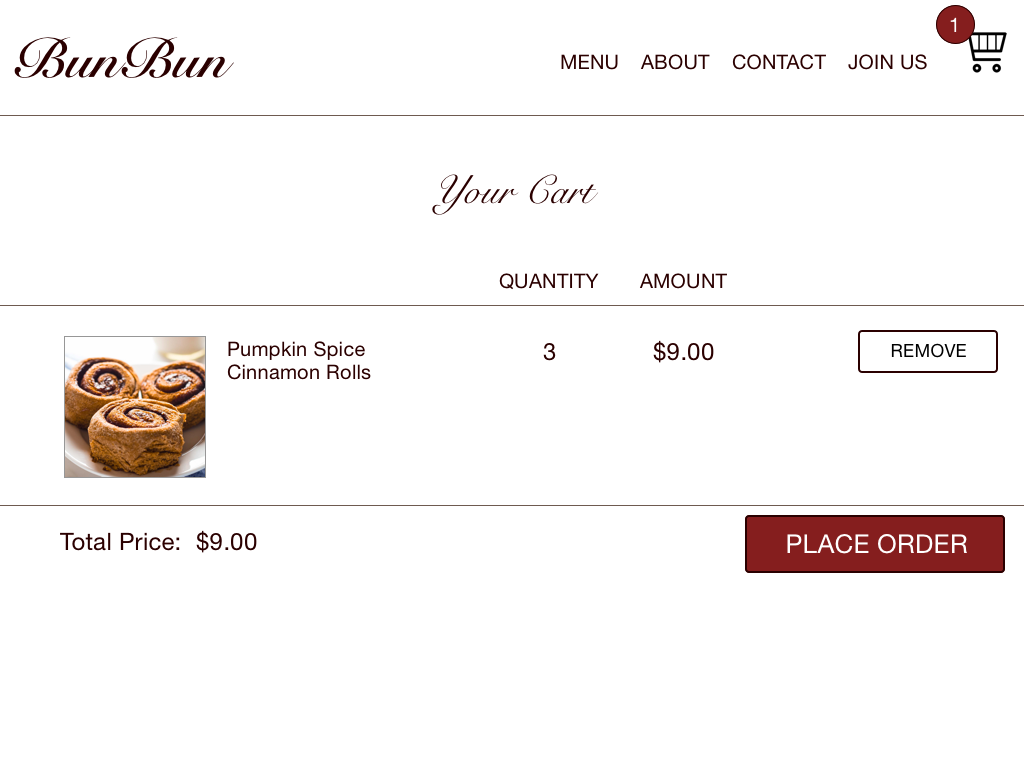 BunBun
MENU ABOUT CONTACT JOIN US
1
Your Cart
QUANTITY AMOUNT
Pumpkin Spice
Cinnamon Rolls
3
$9.00
REMOVE
Total Price: $9.00
PLACE ORDER